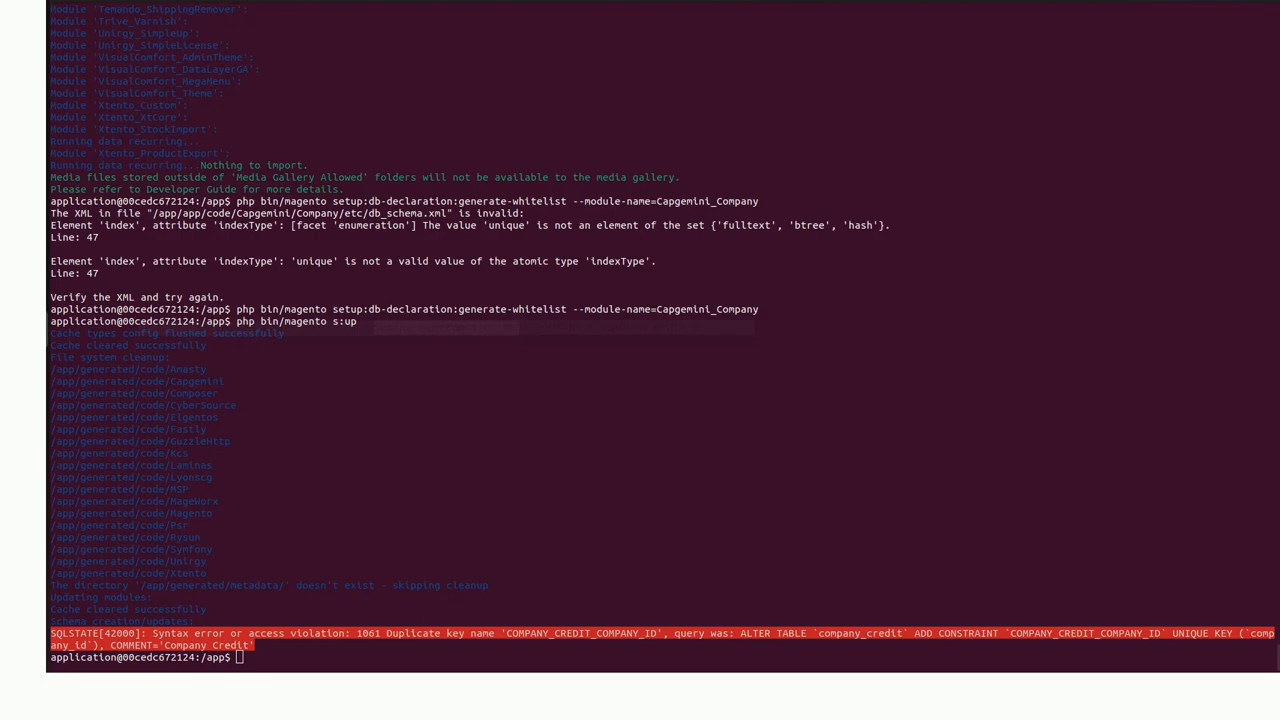 Module 'Temando_ShippingRemover':
Module 'Trive_Varnish':
Module 'Unirgy_SimpleUp':
Module 'Unirgy_SimpleLicense':
Module 'VisualComfort_AdminTheme':
Module 'VisualComfort_DataLayerGA':
Module 'VisualComfort_MegaMenu':
Module 'VisualComfort_Theme':
Module 'Xtento_Custom':
Module 'Xtento_XtCore':
Module 'Xtento_StockImport':
Running data recurring...
Module 'Xtento_ProductExport':
Running data recurring...Nothing to import.
Media files stored outside of 'Media Gallery Allowed' folders will not be available to the media gallery.
Please refer to Developer Guide for more details.
application@00cedc672124:/app$ php bin/magento setup:db-declaration:generate-whitelist --module-name=Capgemini_Company
The XML in file "/app/app/code/Capgemini/Company/etc/db_schema.xml" is invalid:
Element 'index', attribute 'indexType': [facet 'enumeration'] The value 'unique' is not an element of the set {'fulltext', 'btree', 'hash'}.
Line: 47
Element 'index', attribute 'indexType': 'unique' is not a valid value of the atomic type 'indexType'.
Line: 47
Verify the XML and try again.
application@00cedc672124:/app$ php bin/magento setup:db-declaration:generate-whitelist --module-name=Capgemini_Company
application@00cedc672124:/app$ php bin/magento s:up
Cache types config flushed successfully
Cache cleared successfully
File system cleanup:
/app/generated/code/Amasty
/app/generated/code/Capgemini
/app/generated/code/Composer
/app/generated/code/CyberSource
/app/generated/code/Elgentos
/app/generated/code/Fastly
/app/generated/code/GuzzleHttp
/app/generated/code/Kcs
/app/generated/code/Laminas
/app/generated/code/Lyonscg
/app/generated/code/MSP
/app/generated/code/MageWorx
/app/generated/code/Magento
/app/generated/code/Psr
/app/generated/code/Rysun
/app/generated/code/Symfony
/app/generated/code/Unirgy
/app/generated/code/Xtento
The directory '/app/generated/metadata/' doesn't exist - skipping cleanup
Updating modules:
Cache cleared successfully
Schema creation/updates:
SQLSTATE[42000]: Syntax error or access violation: 1061 Duplicate key name 'COMPANY_CREDIT_COMPANY_ID', query was: ALTER TABLE `company_credit` ADD CONSTRAINT `COMPANY_CREDIT_COMPANY_ID` UNIQUE KEY (`comp
any_id`), COMMENT='Company Credit'
application@00cedc672124:/app$